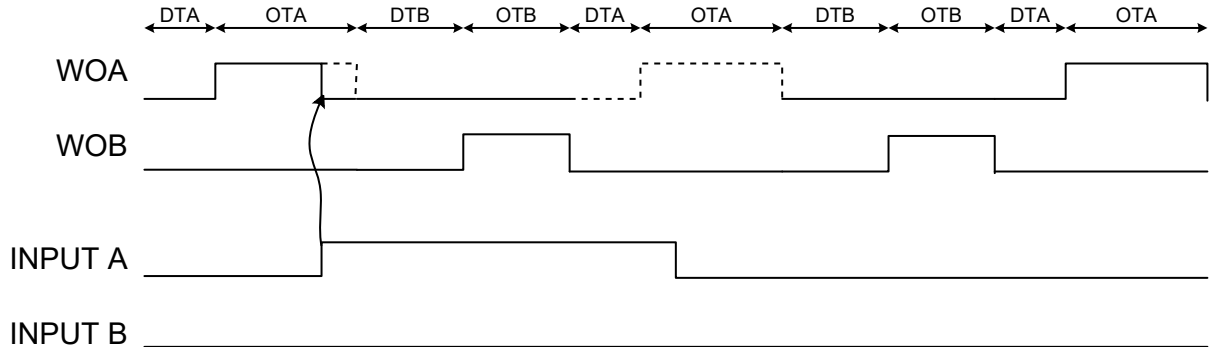 DTA OTA DTB OTB DTA OTA DTB OTB DTA OTA
WOA
WOB
INPUT A
INPUT B